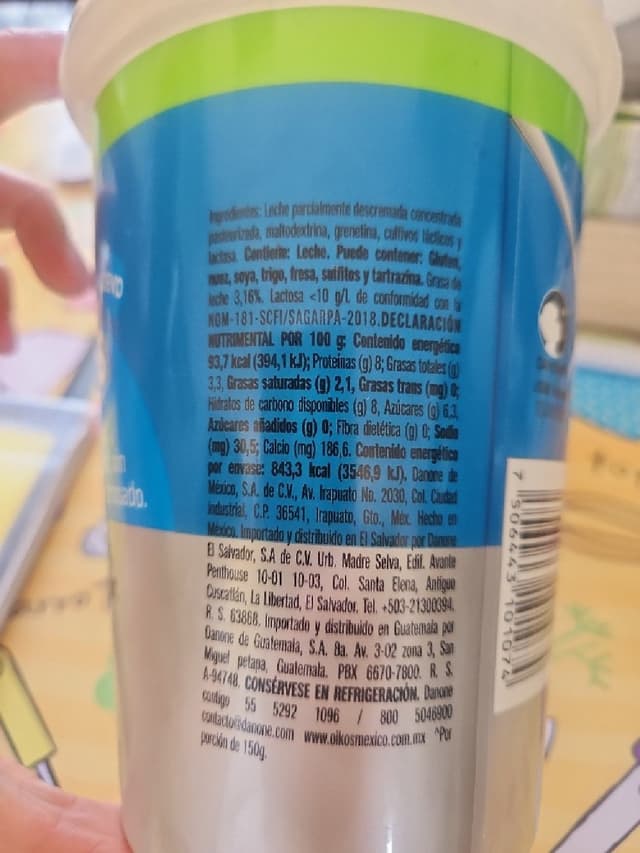 Ingredientes: Leche parcialmente descremada concentrada
pasteurizada, maltodextrina, grenetina, cultivos lácticos y
lactasa. Contiene: Leche. Puede contener: Gluten,
nuez, soya, trigo, fresa, sulfitos y tartrazina. Grasa de
leche 3,16%. Lactosa <10 g/L de conformidad con la
NOM-181-SCFI/SAGARPA-2018. DECLARACIÓN
NUTRIMENTAL POR 100 g: Contenido energético
93,7 kcal (394,1 kJ); Proteínas (g) 8; Grasas totales (g)
3,3, Grasas saturadas (g) 2,1, Grasas trans (mg) 0;
Hidratos de carbono disponibles (g) 8, Azúcares (g) 6,3,
Azúcares añadidos (g) 0; Fibra dietética (g) 0; Sodio
(mg) 30,5; Calcio (mg) 186,6. Contenido energético
por envase: 843,3 kcal (3546,9 kJ). Danone de
México, S.A. de C.V., Av. Irapuato No. 2030, Col. Ciudad
Industrial, C.P. 36541, Irapuato, Gto., Méx. Hecho en
México. Importado y distribuido en El Salvador por Danone
El Salvador, S.A de C.V. Urb. Madre Selva, Edif. Avante
Penthouse 10-01 10-03, Col. Santa Elena, Antiguo
Cuscatlán, La Libertad, El Salvador. Tel. +503-21300394.
R. S. 63868. Importado y distribuido en Guatemala por
Danone de Guatemala, S.A. 8a. Av. 3-02 zona 3, San
Miguel petapa, Guatemala. PBX 6670-7800. R. S.
A-94748. CONSÉRVESE EN REFRIGERACIÓN. Danone
contigo 55 5292 1096 / 800 5046900
contacto@danone.com www.oikosmexico.com.mx ^Por
porción de 150g.
7 506443 101074